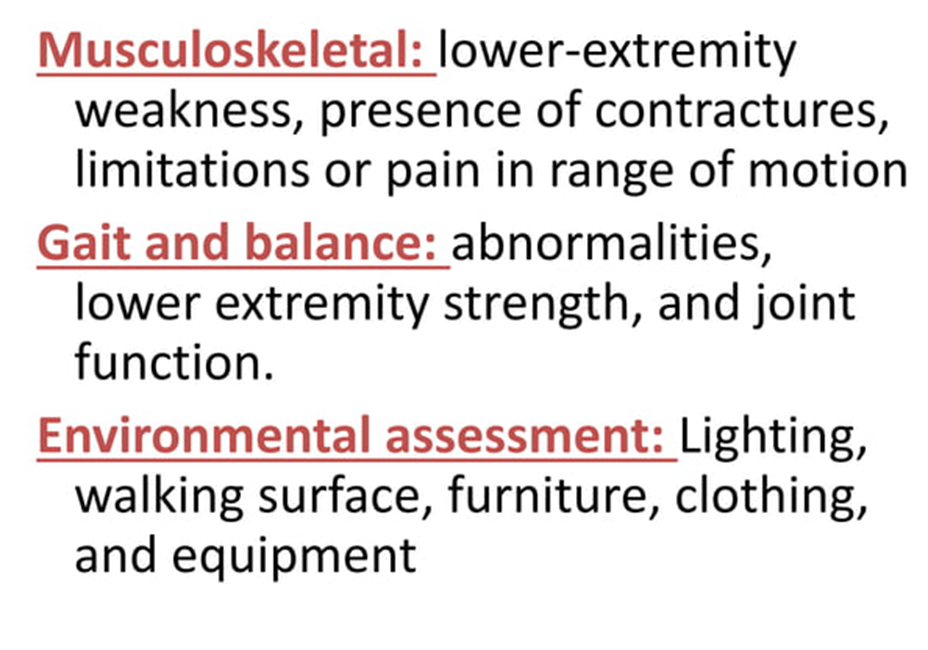 Musculoskeletal: lower-extremity
weakness, presence of contractures,
limitations or pain in range of motion
Gait and balance: abnormalities,
lower extremity strength, and joint
function.
Environmental assessment: Lighting,
walking surface, furniture, clothing,
and equipment